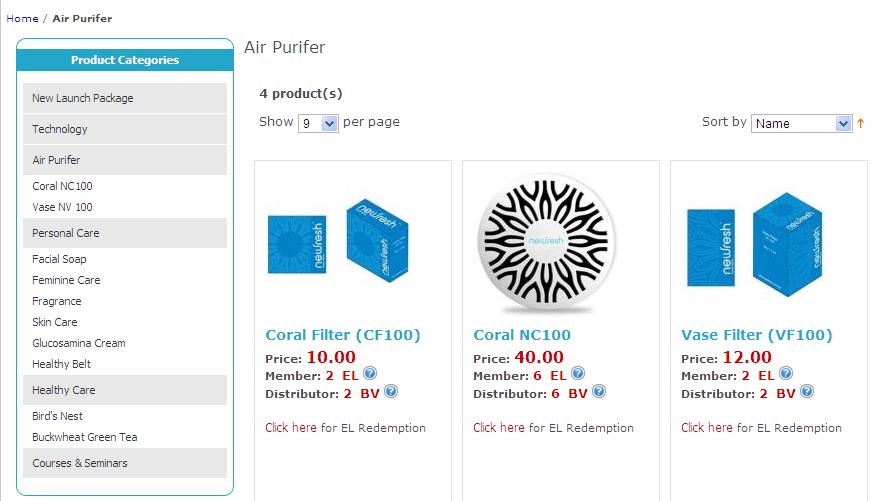 Home / Air Purifer
Product Categories
New Launch Package
Technology
Air Purifer
Coral NC100
Vase NV 100
Personal Care
Facial Soap
Feminine Care
Fragrance
Skin Care
Glucosamina Cream
Healthy Belt
Healthy Care
Bird's Nest
Buckwheat Green Tea
Courses & Seminars
Air Purifer
4 product(s)
Show 9 per page
Sort by Name
newfresh
newfresh
Coral Filter (CF100)
Price: 10.00
Member: 2 EL
Distributor: 2 BV
Click here for EL Redemption
newfresh
Coral NC100
Price: 40.00
Member: 6 EL
Distributor: 6 BV
Click here for EL Redemption
newfresh
newfresh
Vase Filter (VF100)
Price: 12.00
Member: 2 EL
Distributor: 2 BV
Click here for EL Redemption